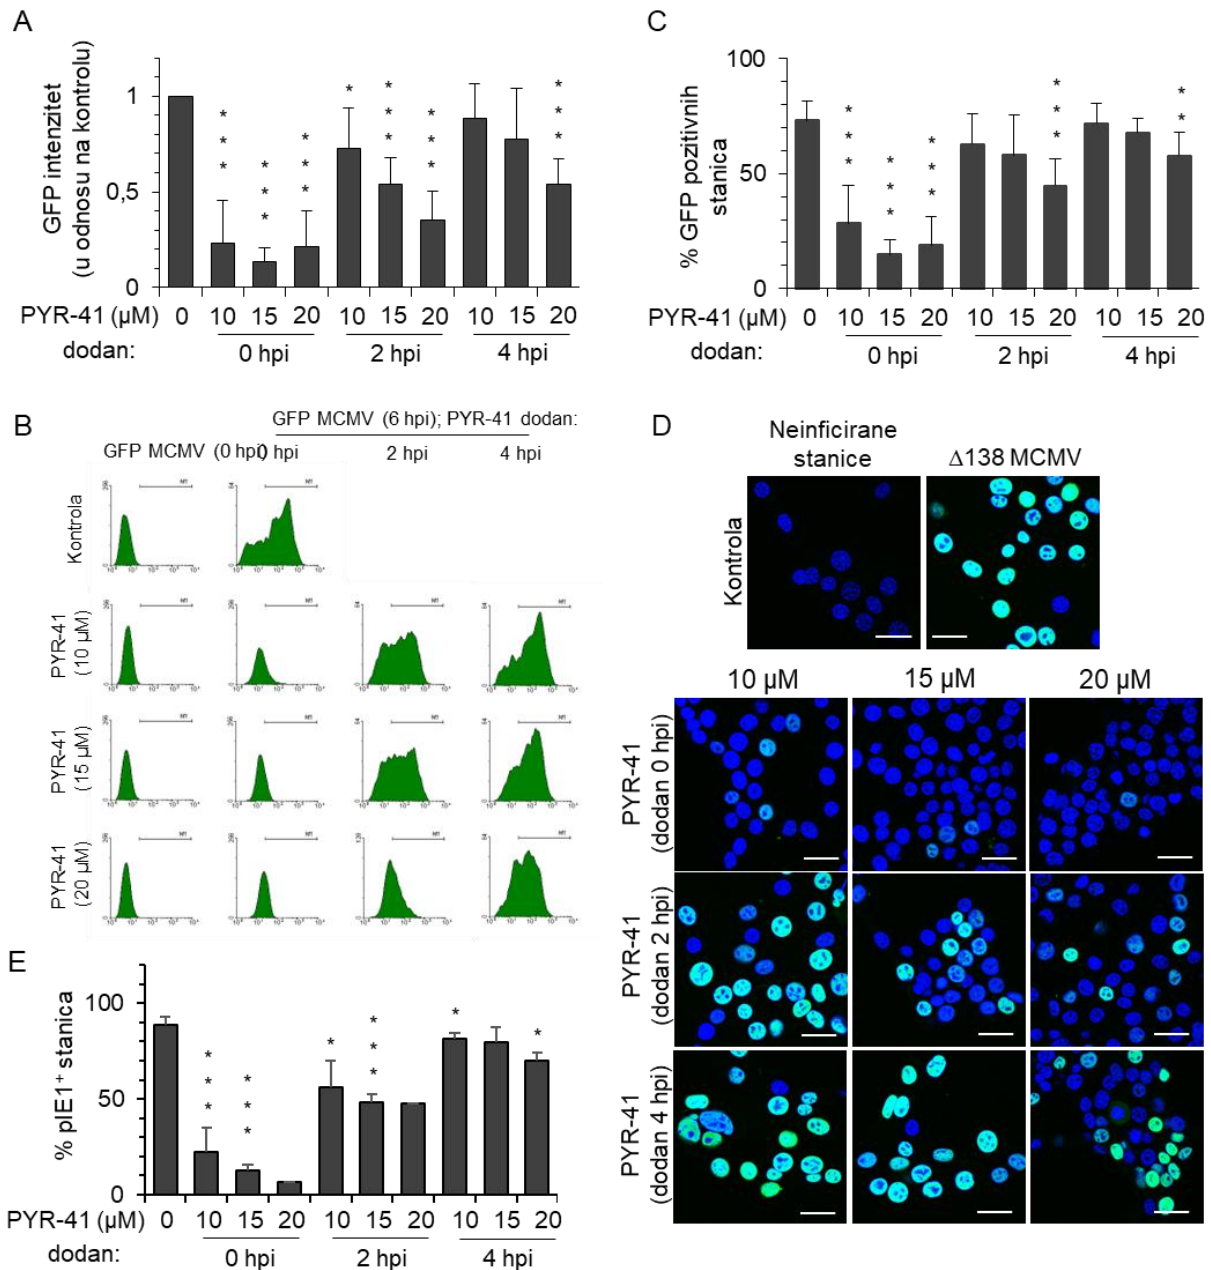 A
GFP intenzitet
(u odnosu na kontrolu)
1
0,5
0
* * *
* * *
* * *
*
* * *
* * *
* * *
PYR-41 (µM) 0 10 15 20 10 15 20 10 15 20
dodan: 0 hpi 2 hpi 4 hpi
C
% GFP pozitivnih
stanica
100
50
0
* * *
* * *
* * *
* * *
* *
PYR-41 (µM) 0 10 15 20 10 15 20 10 15 20
dodan: 0 hpi 2 hpi 4 hpi
B
GFP MCMV (6 hpi); PYR-41 dodan:
GFP MCMV (0 hpi) 0 hpi 2 hpi 4 hpi
Kontrola
PYR-41
(10 µM)
PYR-41
(15 µM)
PYR-41
(20 µM)
D
Neinficirane
stanice
Δ138 MCMV
Kontrola
10 µM 15 µM 20 µM
PYR-41
(dodan 0 hpi)
PYR-41
(dodan 2 hpi)
PYR-41
(dodan 4 hpi)
E
% pIE1⁺ stanica
100
50
0
* * *
* * *
*
* * *
*
*
PYR-41 (µM) 0 10 15 20 10 15 20 10 15 20
dodan: 0 hpi 2 hpi 4 hpi